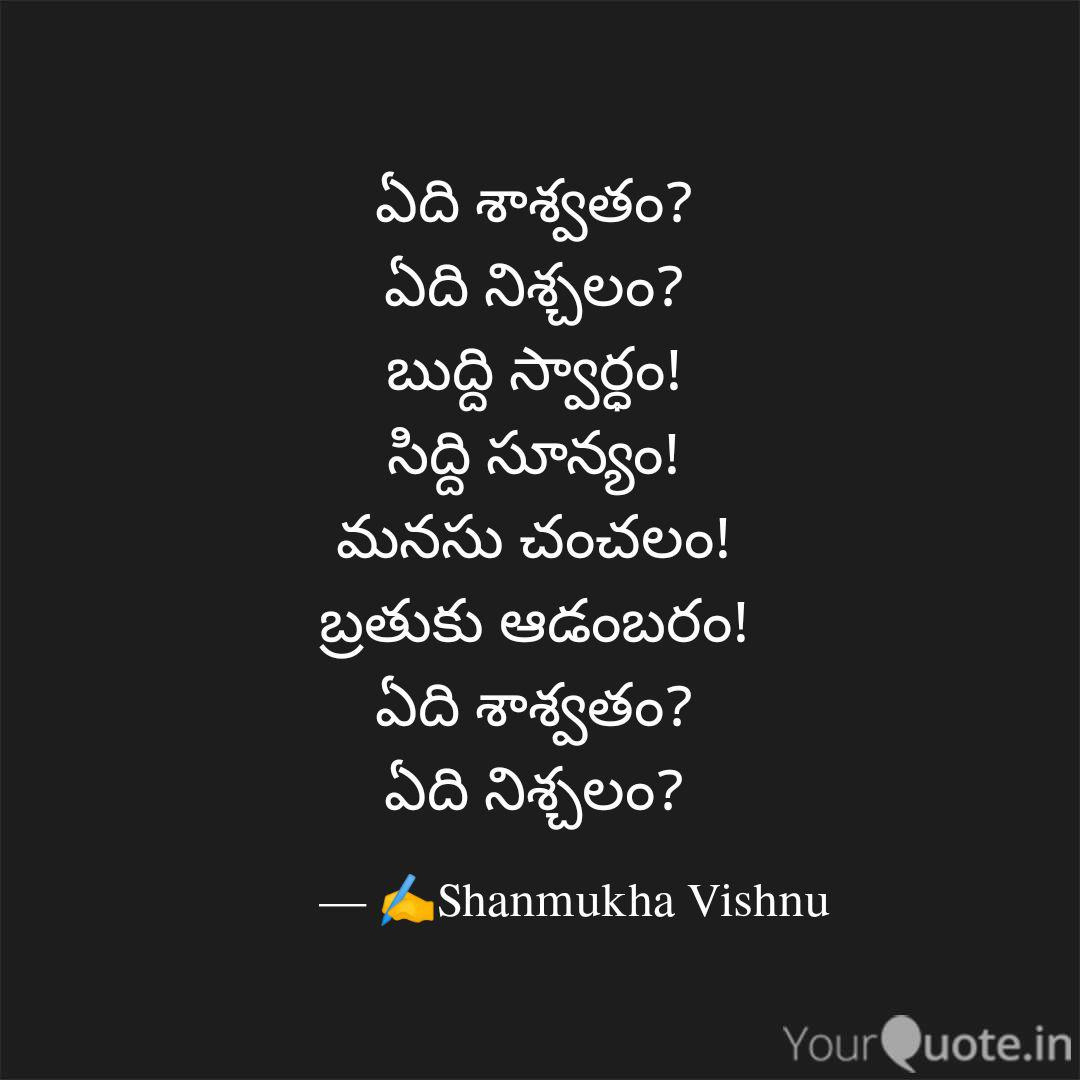 ఏది శాశ్వతం?
ఏది నిశ్చలం?
బుద్ది స్వార్ధం!
సిద్ది సూన్యం!
మనసు చంచలం!
బ్రతుకు ఆడంబరం!
ఏది శాశ్వతం?
ఏది నిశ్చలం?
— ✍️Shanmukha Vishnu
YourQuote.in